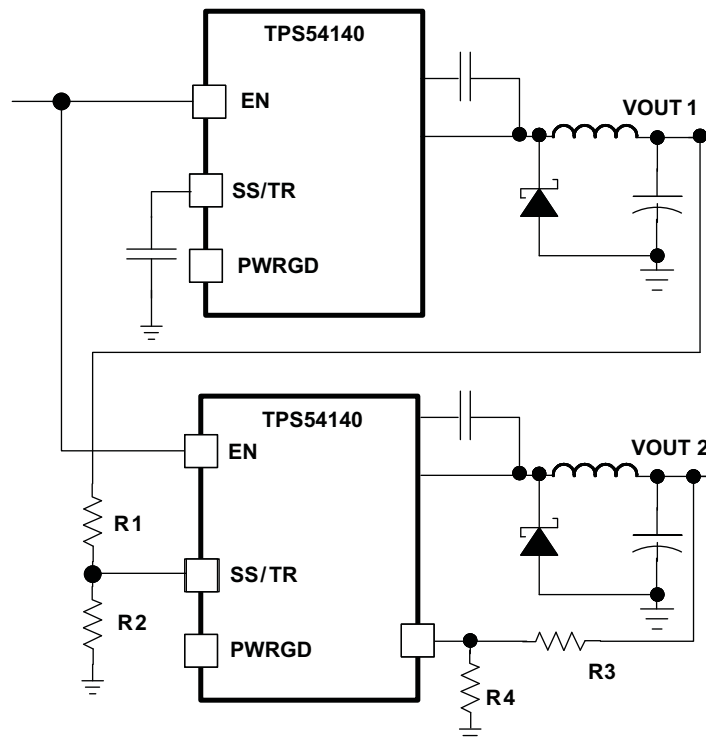 TPS54140
EN
VOUT 1
SS/TR
PWRGD
TPS54140
EN
VOUT 2
R1
SS/TR
R2
PWRGD
R3
R4